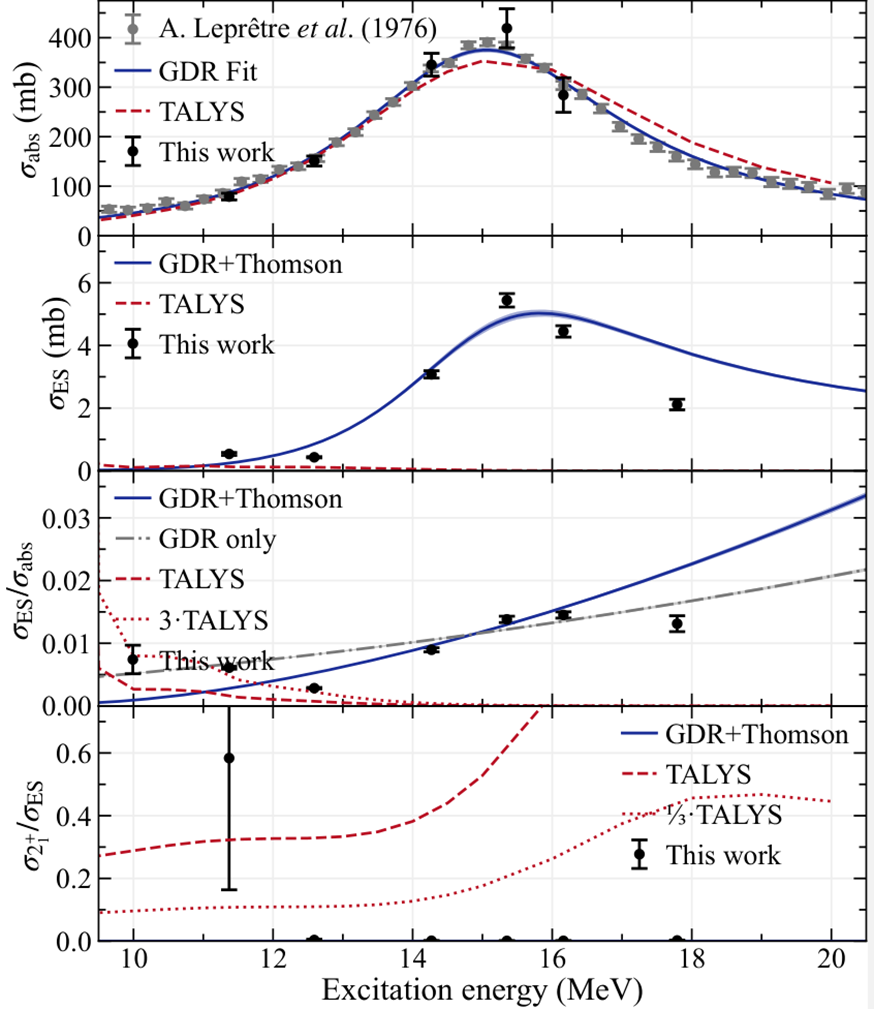 A. Leprêtre et al. (1976)
GDR Fit
TALYS
This work
σabs (mb)
400
300
200
100
0
GDR+Thomson
TALYS
This work
σES (mb)
6
4
2
0
GDR+Thomson
GDR only
TALYS
3·TALYS
This work
σES/σabs
0.03
0.02
0.01
0.00
GDR+Thomson
TALYS
⅓·TALYS
This work
σ2₁⁺/σES
0.6
0.4
0.2
0.0
10 12 14 16 18 20
Excitation energy (MeV)